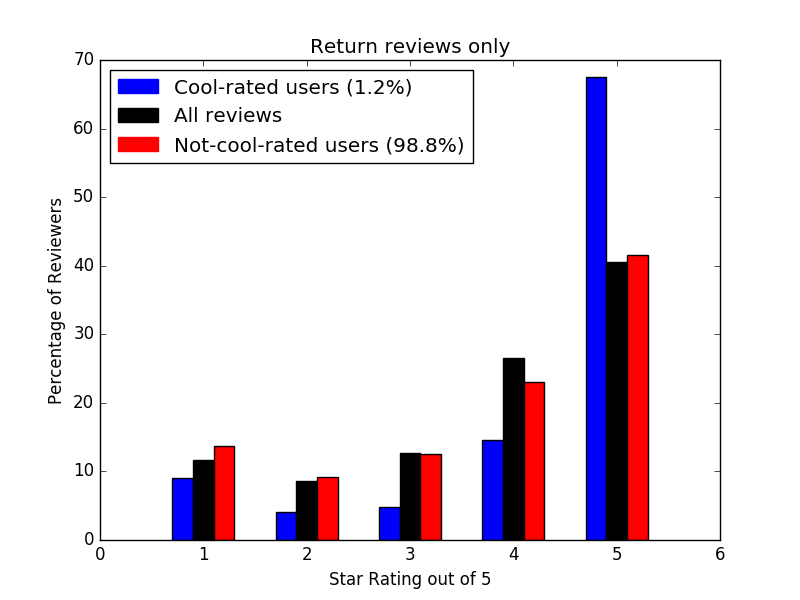 Return reviews only
Cool-rated users (1.2%)
All reviews
Not-cool-rated users (98.8%)
Percentage of Reviewers
70
60
50
40
30
20
10
0
0 1 2 3 4 5 6
Star Rating out of 5